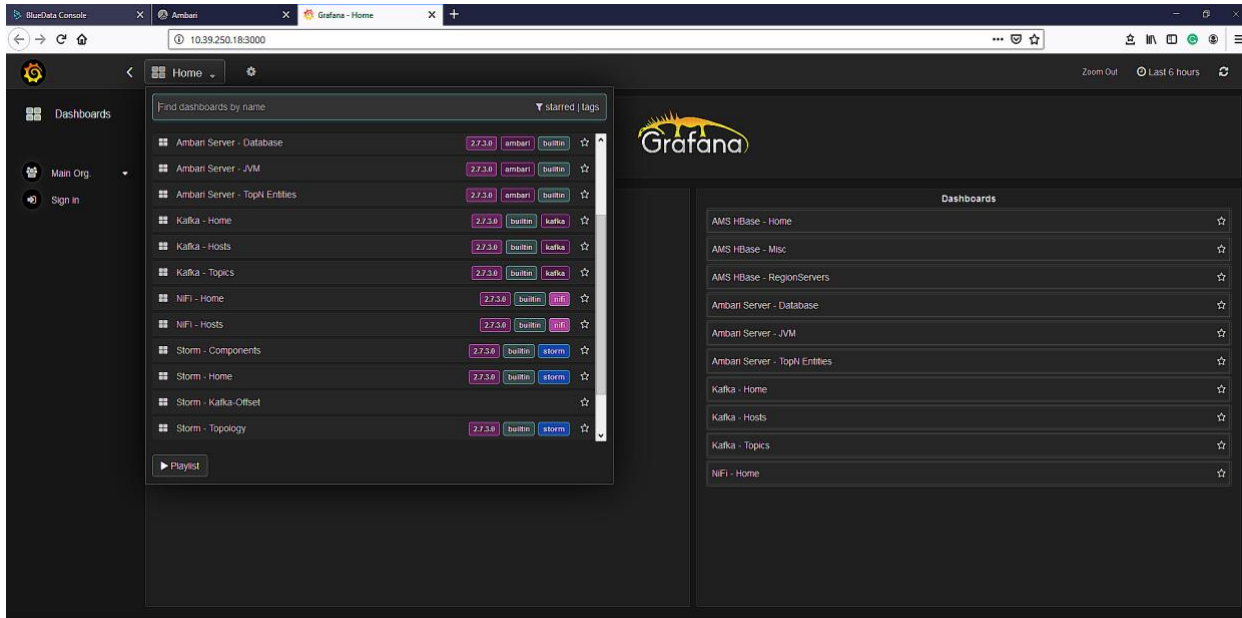 BlueData Console
Ambari
Grafana - Home
10.39.250.18:3000
Home
Zoom Out Last 6 hours
Dashboards
Main Org.
Sign in
Find dashboards by name starred | tags
Ambari Server - Database 2.7.3.0 ambari builtin
Ambari Server - JVM 2.7.3.0 ambari builtin
Ambari Server - TopN Entities 2.7.3.0 ambari builtin
Kafka - Home 2.7.3.0 builtin kafka
Kafka - Hosts 2.7.3.0 builtin kafka
Kafka - Topics 2.7.3.0 builtin kafka
NiFi - Home 2.7.3.0 builtin nifi
NiFi - Hosts 2.7.3.0 builtin nifi
Storm - Components 2.7.3.0 builtin storm
Storm - Home 2.7.3.0 builtin storm
Storm - Kafka-Offset
Storm - Topology 2.7.3.0 builtin storm
Playlist
Grafana
Dashboards
AMS HBase - Home
AMS HBase - Misc
AMS HBase - RegionServers
Ambari Server - Database
Ambari Server - JVM
Ambari Server - TopN Entities
Kafka - Home
Kafka - Hosts
Kafka - Topics
NiFi - Home